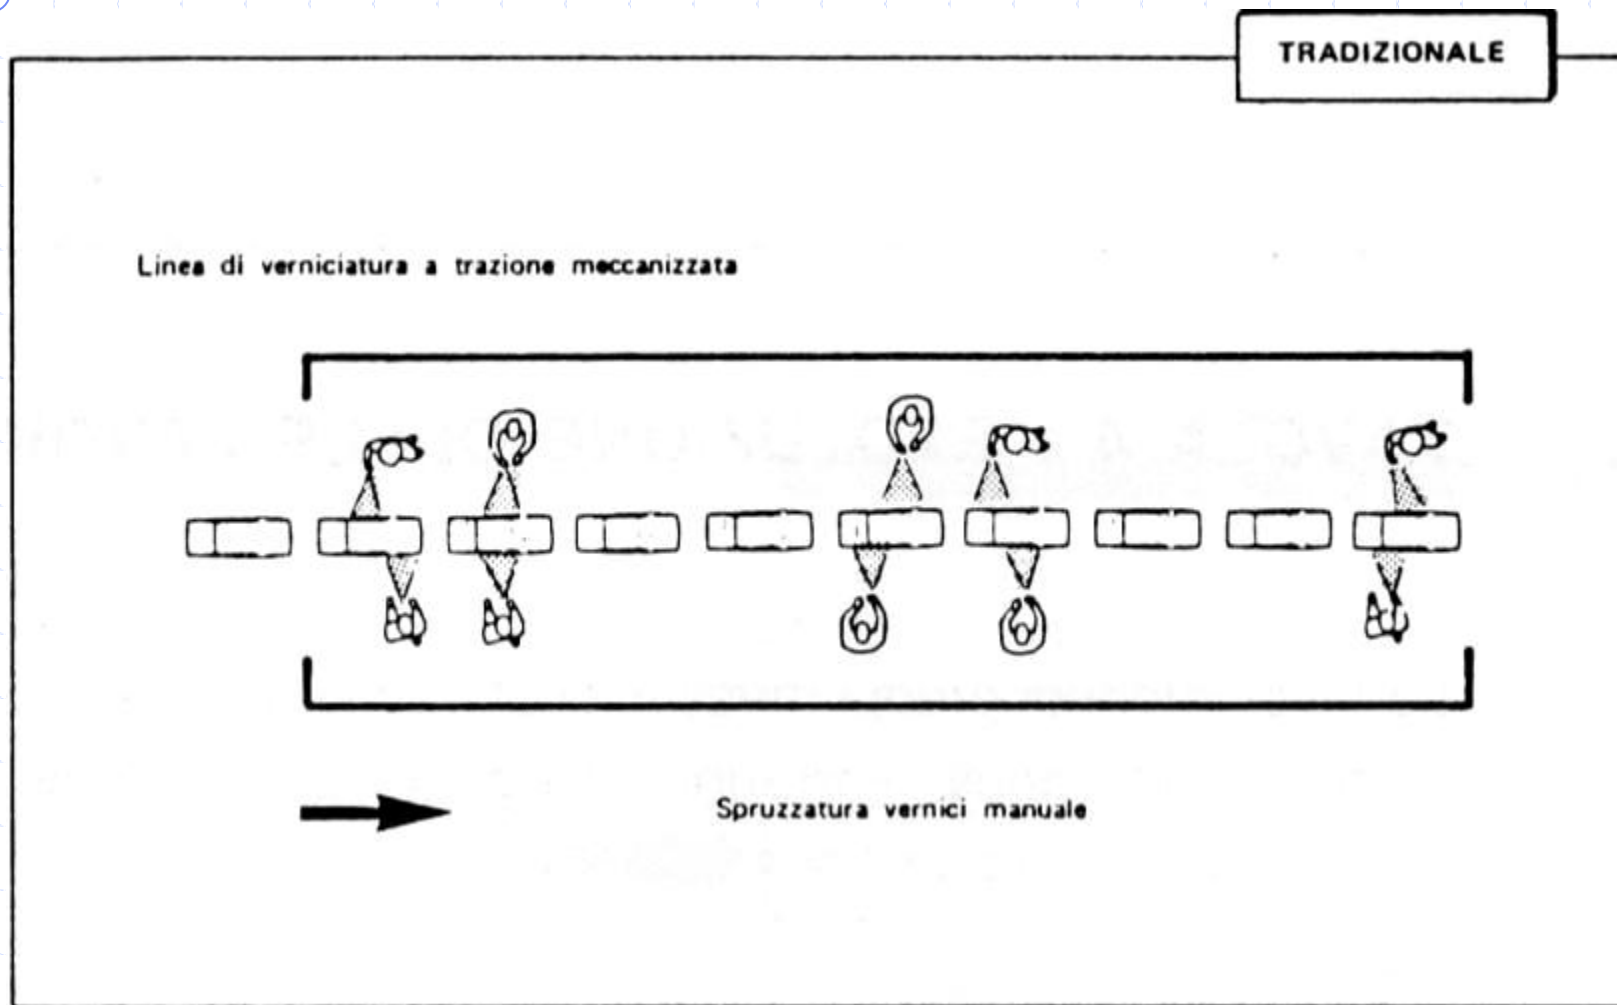 TRADIZIONALE
Linea di verniciatura a trazione meccanizzata
Spruzzatura vernici manuale